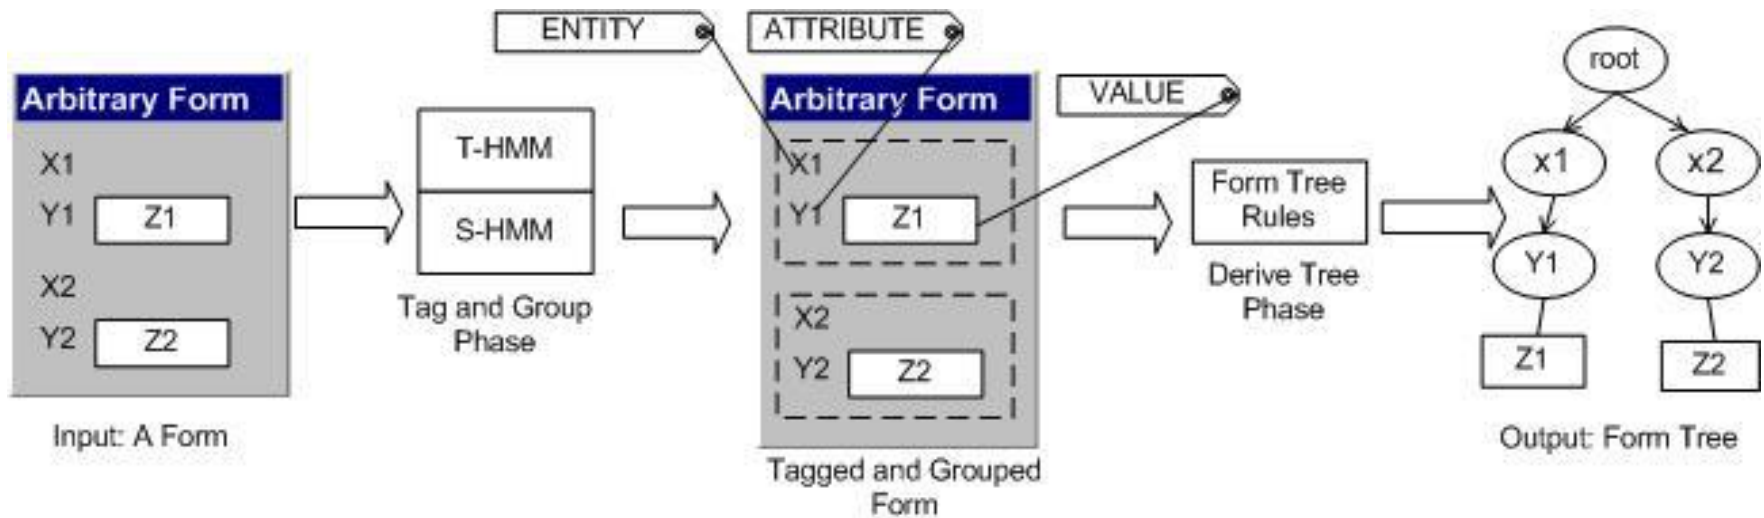 ENTITY
ATTRIBUTE
VALUE
Arbitrary Form
X1
Y1 Z1
X2
Y2 Z2
Input: A Form
T-HMM
S-HMM
Tag and Group
Phase
Arbitrary Form
X1
Y1 Z1
X2
Y2 Z2
Tagged and Grouped
Form
Form Tree
Rules
Derive Tree
Phase
root
x1 x2
Y1 Y2
Z1 Z2
Output: Form Tree